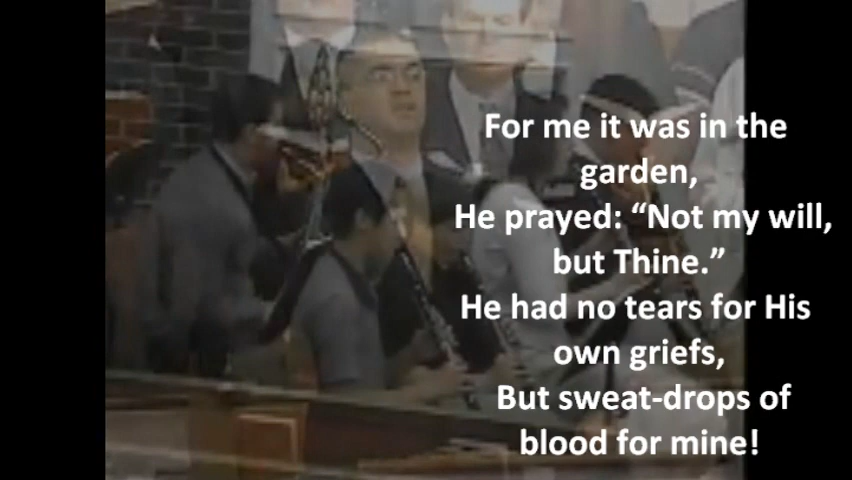 For me it was in the
garden,
He prayed: “Not my will,
but Thine.”
He had no tears for His
own griefs,
But sweat-drops of
blood for mine!